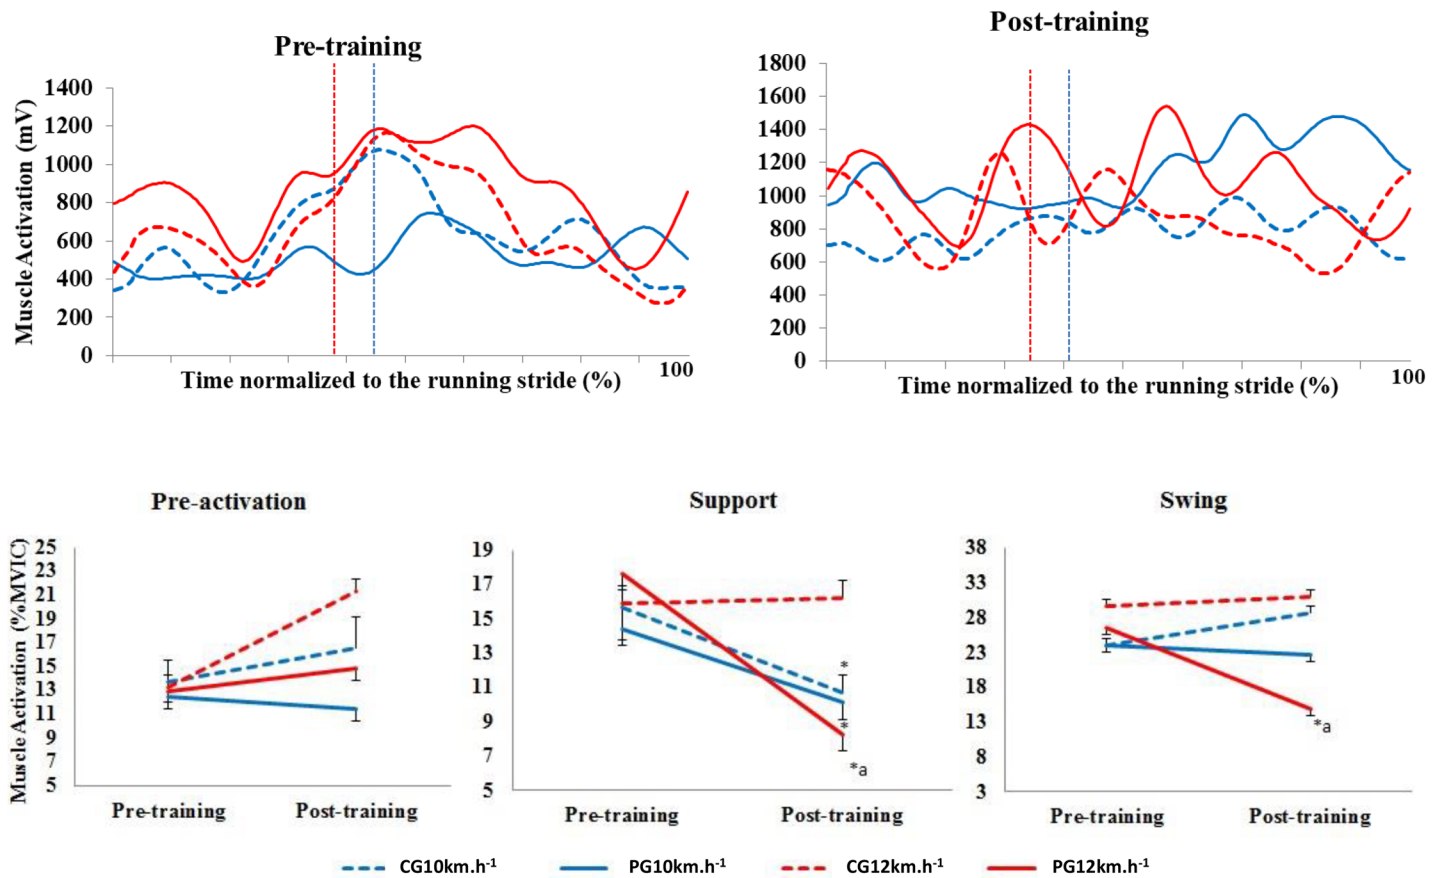 Pre-training
Post-training
Muscle Activation (mV)
1400
1200
1000
800
600
400
200
0
Time normalized to the running stride (%)
100
1800
1600
1400
1200
1000
800
600
400
200
0
Time normalized to the running stride (%)
100
Pre-activation
Support
Swing
Muscle Activation (%MVIC)
25
23
21
19
17
15
13
11
9
7
5
Pre-training
Post-training
19
17
15
13
11
9
7
5
*
*
*a
Pre-training
Post-training
38
33
28
23
18
13
8
3
*a
Pre-training
Post-training
CG10km.h-1
PG10km.h-1
CG12km.h-1
PG12km.h-1